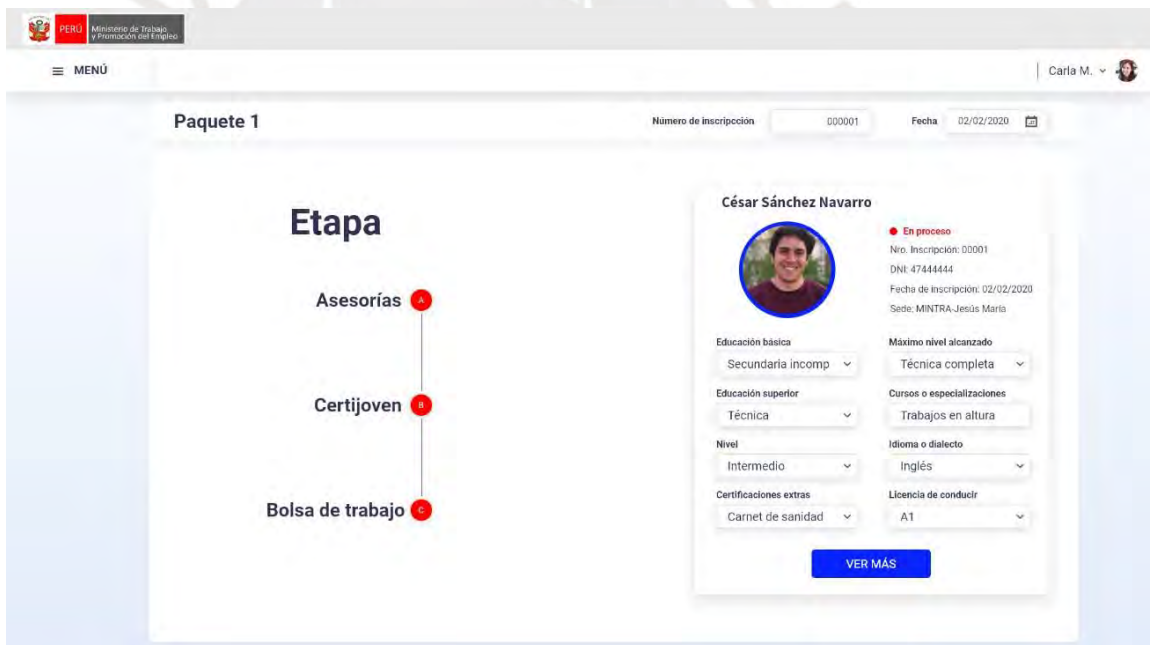 PERÚ Ministerio de Trabajo
y Promoción del Empleo
MENÚ
Carla M.
Paquete 1
Número de inscripcción 000001 Fecha 02/02/2020
Etapa
Asesorías A
Certijoven B
Bolsa de trabajo C
César Sánchez Navarro
En proceso
Nro. Inscripción: 00001
DNI: 47444444
Fecha de inscripción: 02/02/2020
Sede: MINTRA-Jesús María
Educación básica Máximo nivel alcanzado
Secundaria incomp Técnica completa
Educación superior Cursos o especializaciones
Técnica Trabajos en altura
Nivel Idioma o dialecto
Intermedio Inglés
Certificaciones extras Licencia de conducir
Carnet de sanidad A1
VER MÁS